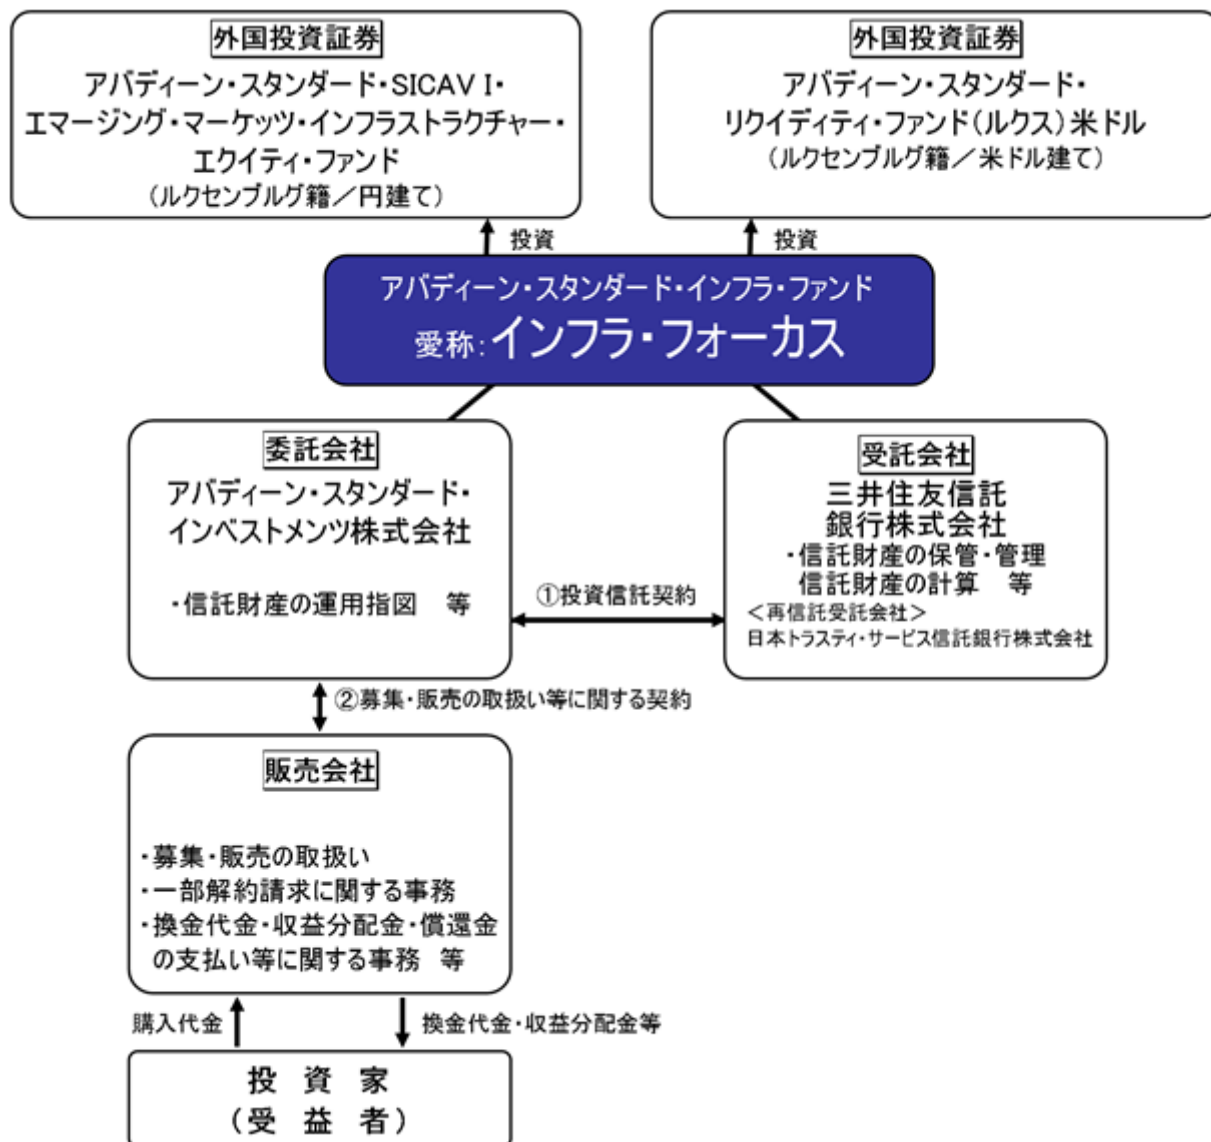 外国投資証券
アバディーン・スタンダード・SICAV I・
エマージング・マーケッツ・インフラストラクチャー・
エクイティ・ファンド
(ルクセンブルグ籍/円建て)
外国投資証券
アバディーン・スタンダード・
リクイディティ・ファンド(ルクス)米ドル
(ルクセンブルグ籍/米ドル建て)
投資
投資
アバディーン・スタンダード・インフラ・ファンド
愛称:インフラ・フォーカス
委託会社
アバディーン・スタンダード・
インベストメンツ株式会社
・信託財産の運用指図 等
①投資信託契約
受託会社
三井住友信託
銀行株式会社
・信託財産の保管・管理
信託財産の計算 等
<再信託受託会社>
日本トラスティ・サービス信託銀行株式会社
②募集・販売の取扱い等に関する契約
販売会社
・募集・販売の取扱い
・一部解約請求に関する事務
・換金代金・収益分配金・償還金
の支払い等に関する事務 等
購入代金
換金代金・収益分配金等
投 資 家
(受 益 者)